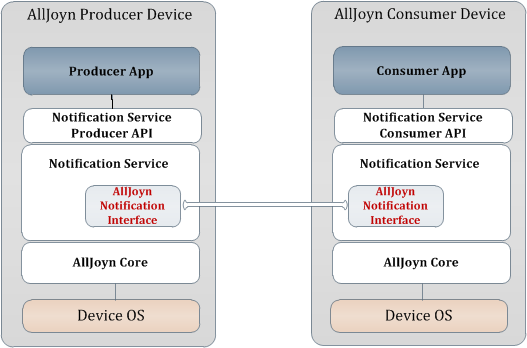 AllJoyn Producer Device
Producer App
Notification Service
Producer API
Notification Service
AllJoyn
Notification
Interface
AllJoyn Core
Device OS
AllJoyn Consumer Device
Consumer App
Notification Service
Consumer API
Notification Service
AllJoyn
Notification
Interface
AllJoyn Core
Device OS